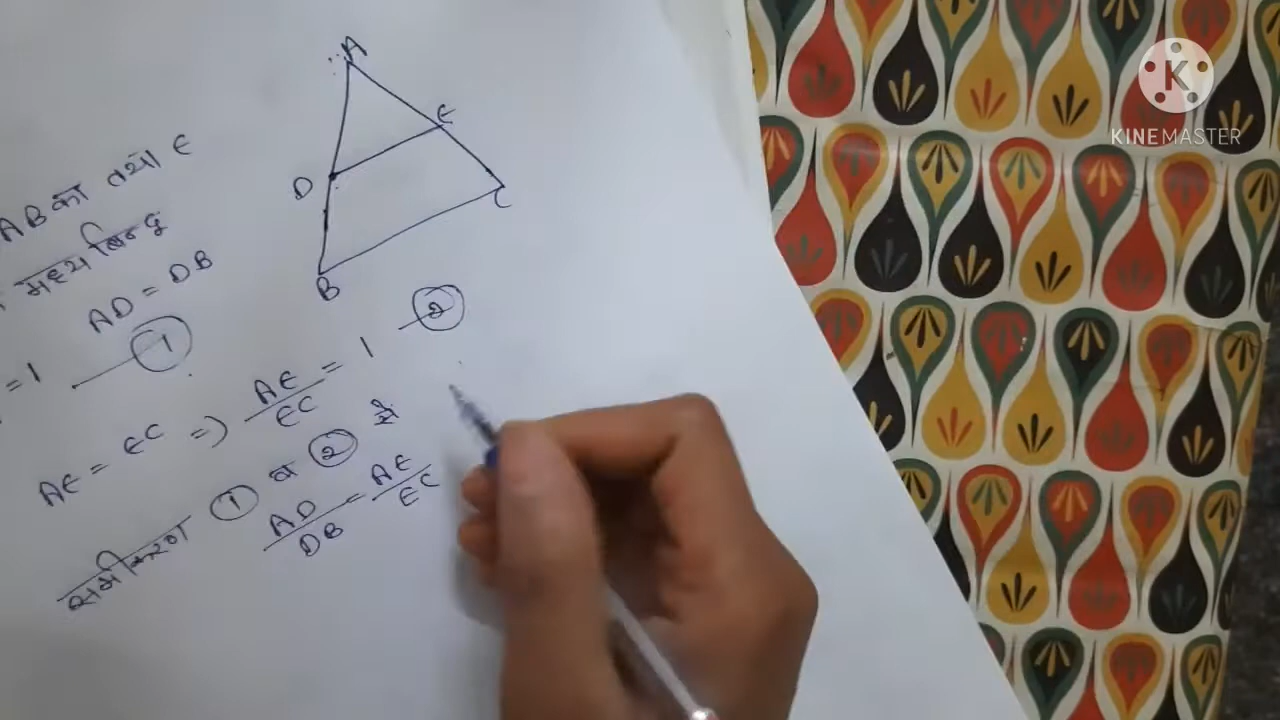 A
E
D
C
B
AB को तथा E
मध्य बिन्दु
AD = DB
= 1 ①
AE = EC => AE/EC = 1 ②
समीकरण ① व ② से
AD/DB = AE/EC
KINEMASTER